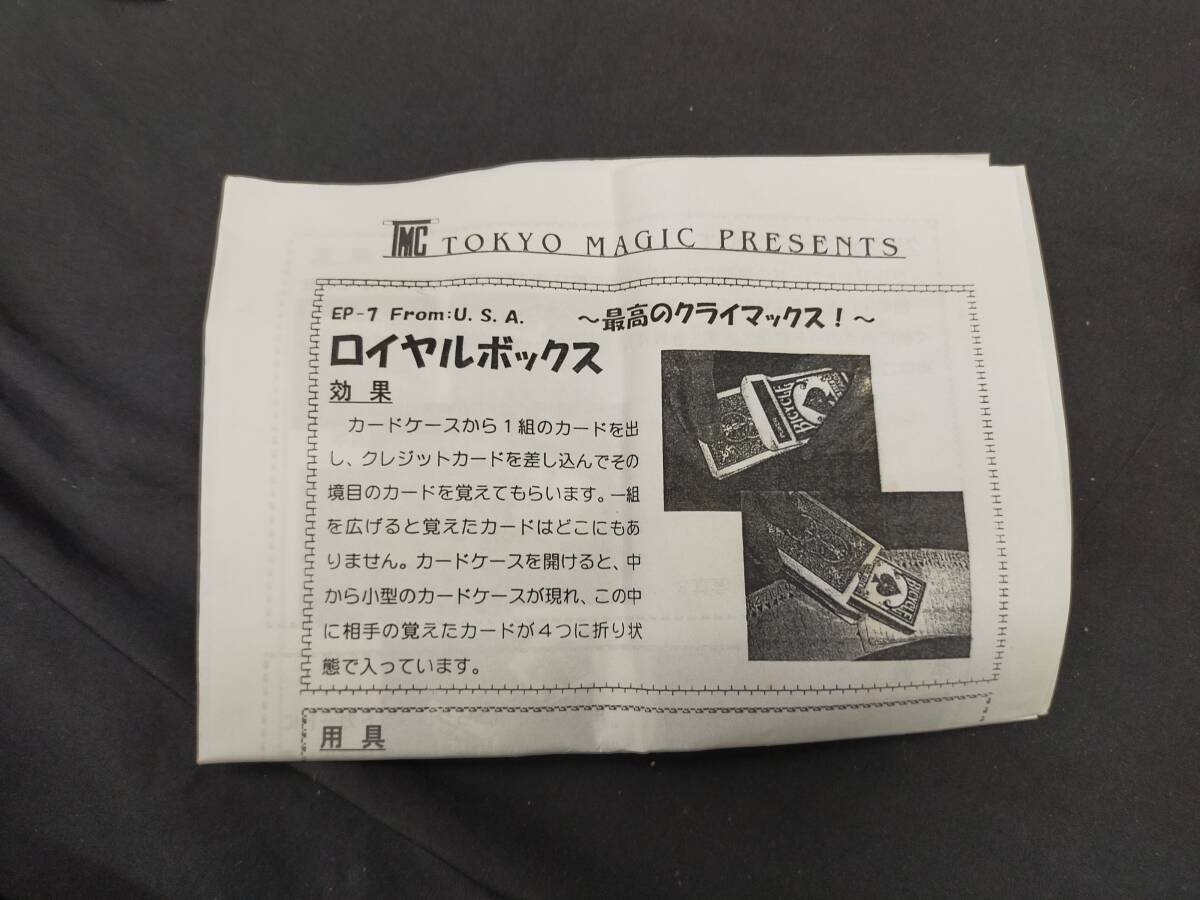 TMC TOKYO MAGIC PRESENTS
EP-7 From:U.S.A. ～最高のクライマックス！～
ロイヤルボックス
効果
カードケースから1組のカードを出
し、クレジットカードを差し込んでその
境目のカードを覚えてもらいます。一組
を広げると覚えたカードはどこにもあ
りません。カードケースを開けると、中
から小型のカードケースが現れ、この中
に相手の覚えたカードが4つに折り状
態で入っています。
BICYCLE
BICYCLE
用具